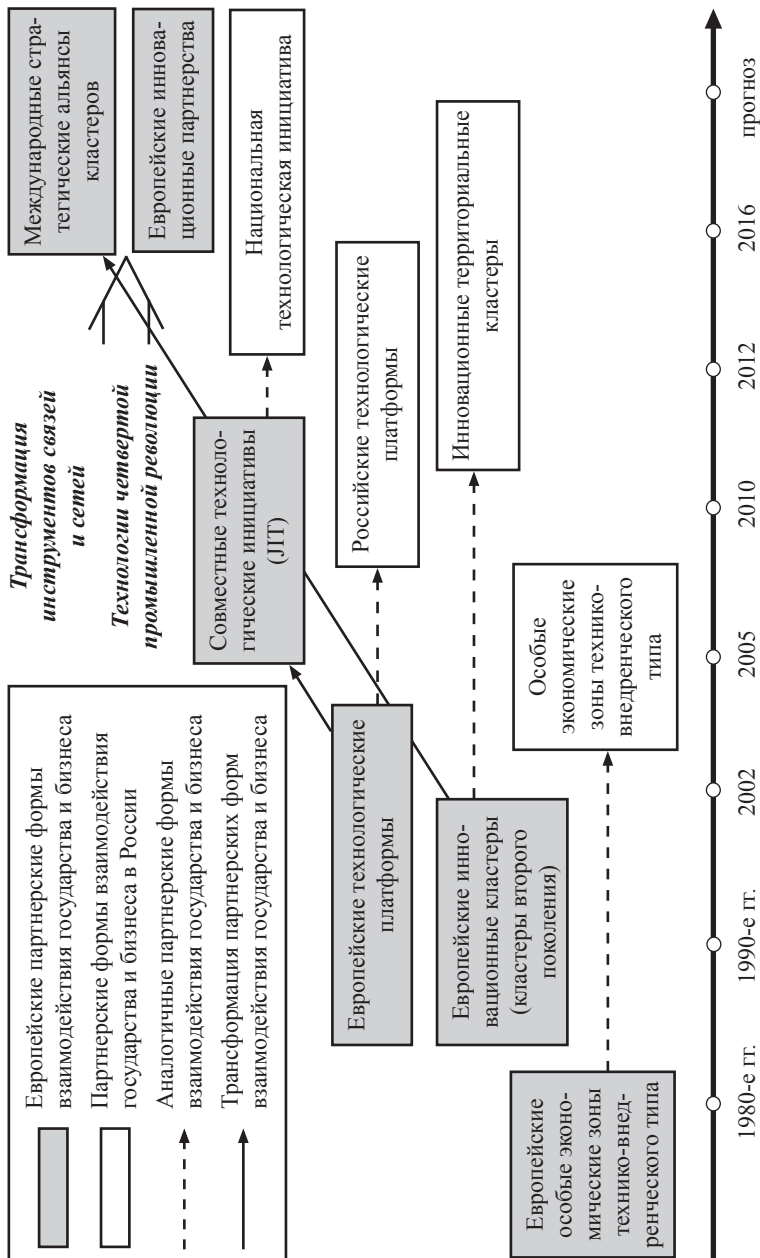 Европейские партнерские формы
взаимодействия государства и бизнеса
Партнерские формы взаимодействия
государства и бизнеса в России
Аналогичные партнерские формы
взаимодействия государства и бизнеса
Трансформация партнерских форм
взаимодействия государства и бизнеса
Трансформация
инструментов связей
и сетей
Технологии четвертой
промышленной революции
Международные стра-
тегические альянсы
кластеров
Европейские иннова-
ционные партнерства
Совместные техноло-
гические инициативы
(JIT)
Национальная
технологическая инициатива
Европейские технологические
платформы
Российские технологические
платформы
Европейские инно-
вационные кластеры
(кластеры второго
поколения)
Инновационные территориальные
кластеры
Европейские
особые эконо-
мические зоны
технико-внед-
ренческого типа
Особые
экономические
зоны технико-
внедренческого
типа
1980-е гг.
1990-е гг.
2002
2005
2010
2012
2016
прогноз